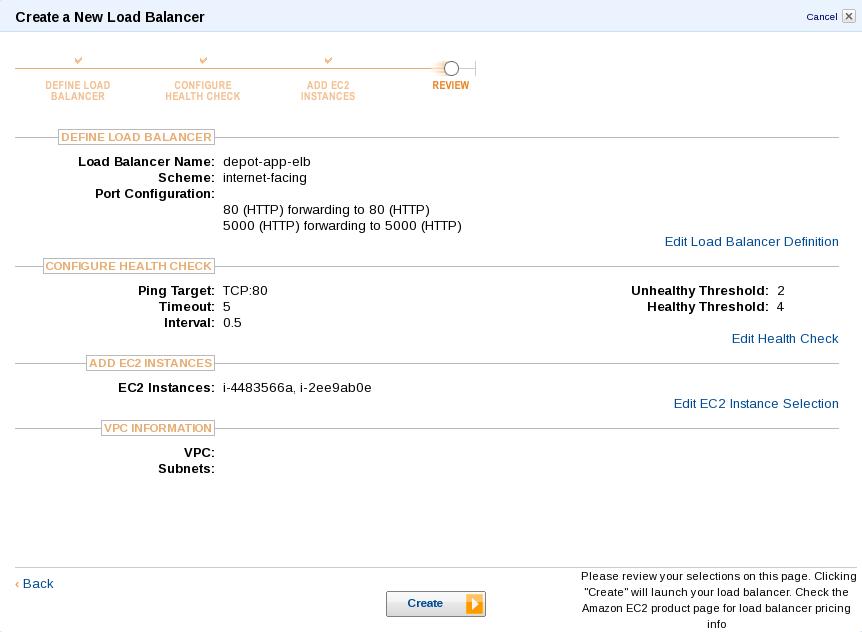 Create a New Load Balancer
Cancel
DEFINE LOAD BALANCER
CONFIGURE HEALTH CHECK
ADD EC2 INSTANCES
REVIEW
DEFINE LOAD BALANCER
Load Balancer Name: depot-app-elb
Scheme: internet-facing
Port Configuration:
80 (HTTP) forwarding to 80 (HTTP)
5000 (HTTP) forwarding to 5000 (HTTP)
Edit Load Balancer Definition
CONFIGURE HEALTH CHECK
Ping Target: TCP:80 Unhealthy Threshold: 2
Timeout: 5 Healthy Threshold: 4
Interval: 0.5
Edit Health Check
ADD EC2 INSTANCES
EC2 Instances: i-4483566a, i-2ee9ab0e
Edit EC2 Instance Selection
VPC INFORMATION
VPC:
Subnets:
‹ Back
Create
Please review your selections on this page. Clicking
"Create" will launch your load balancer. Check the
Amazon EC2 product page for load balancer pricing
info